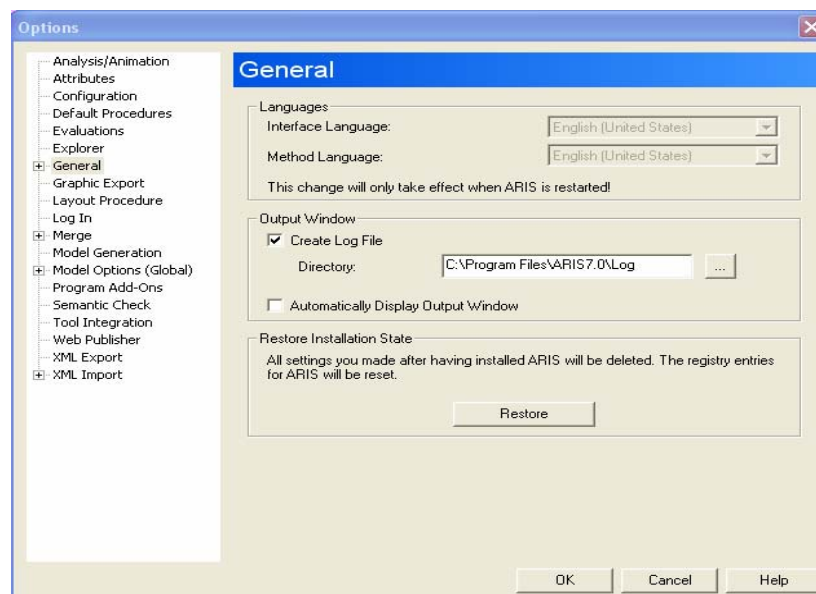 Options
Analysis/Animation
Attributes
Configuration
Default Procedures
Evaluations
Explorer
General
Graphic Export
Layout Procedure
Log In
Merge
Model Generation
Model Options (Global)
Program Add-Ons
Semantic Check
Tool Integration
Web Publisher
XML Export
XML Import
General
Languages
Interface Language: English (United States)
Method Language: English (United States)
This change will only take effect when ARIS is restarted!
Output Window
Create Log File
Directory: C:\Program Files\ARIS7.0\Log ...
Automatically Display Output Window
Restore Installation State
All settings you made after having installed ARIS will be deleted. The registry entries
for ARIS will be reset.
Restore
OK Cancel Help